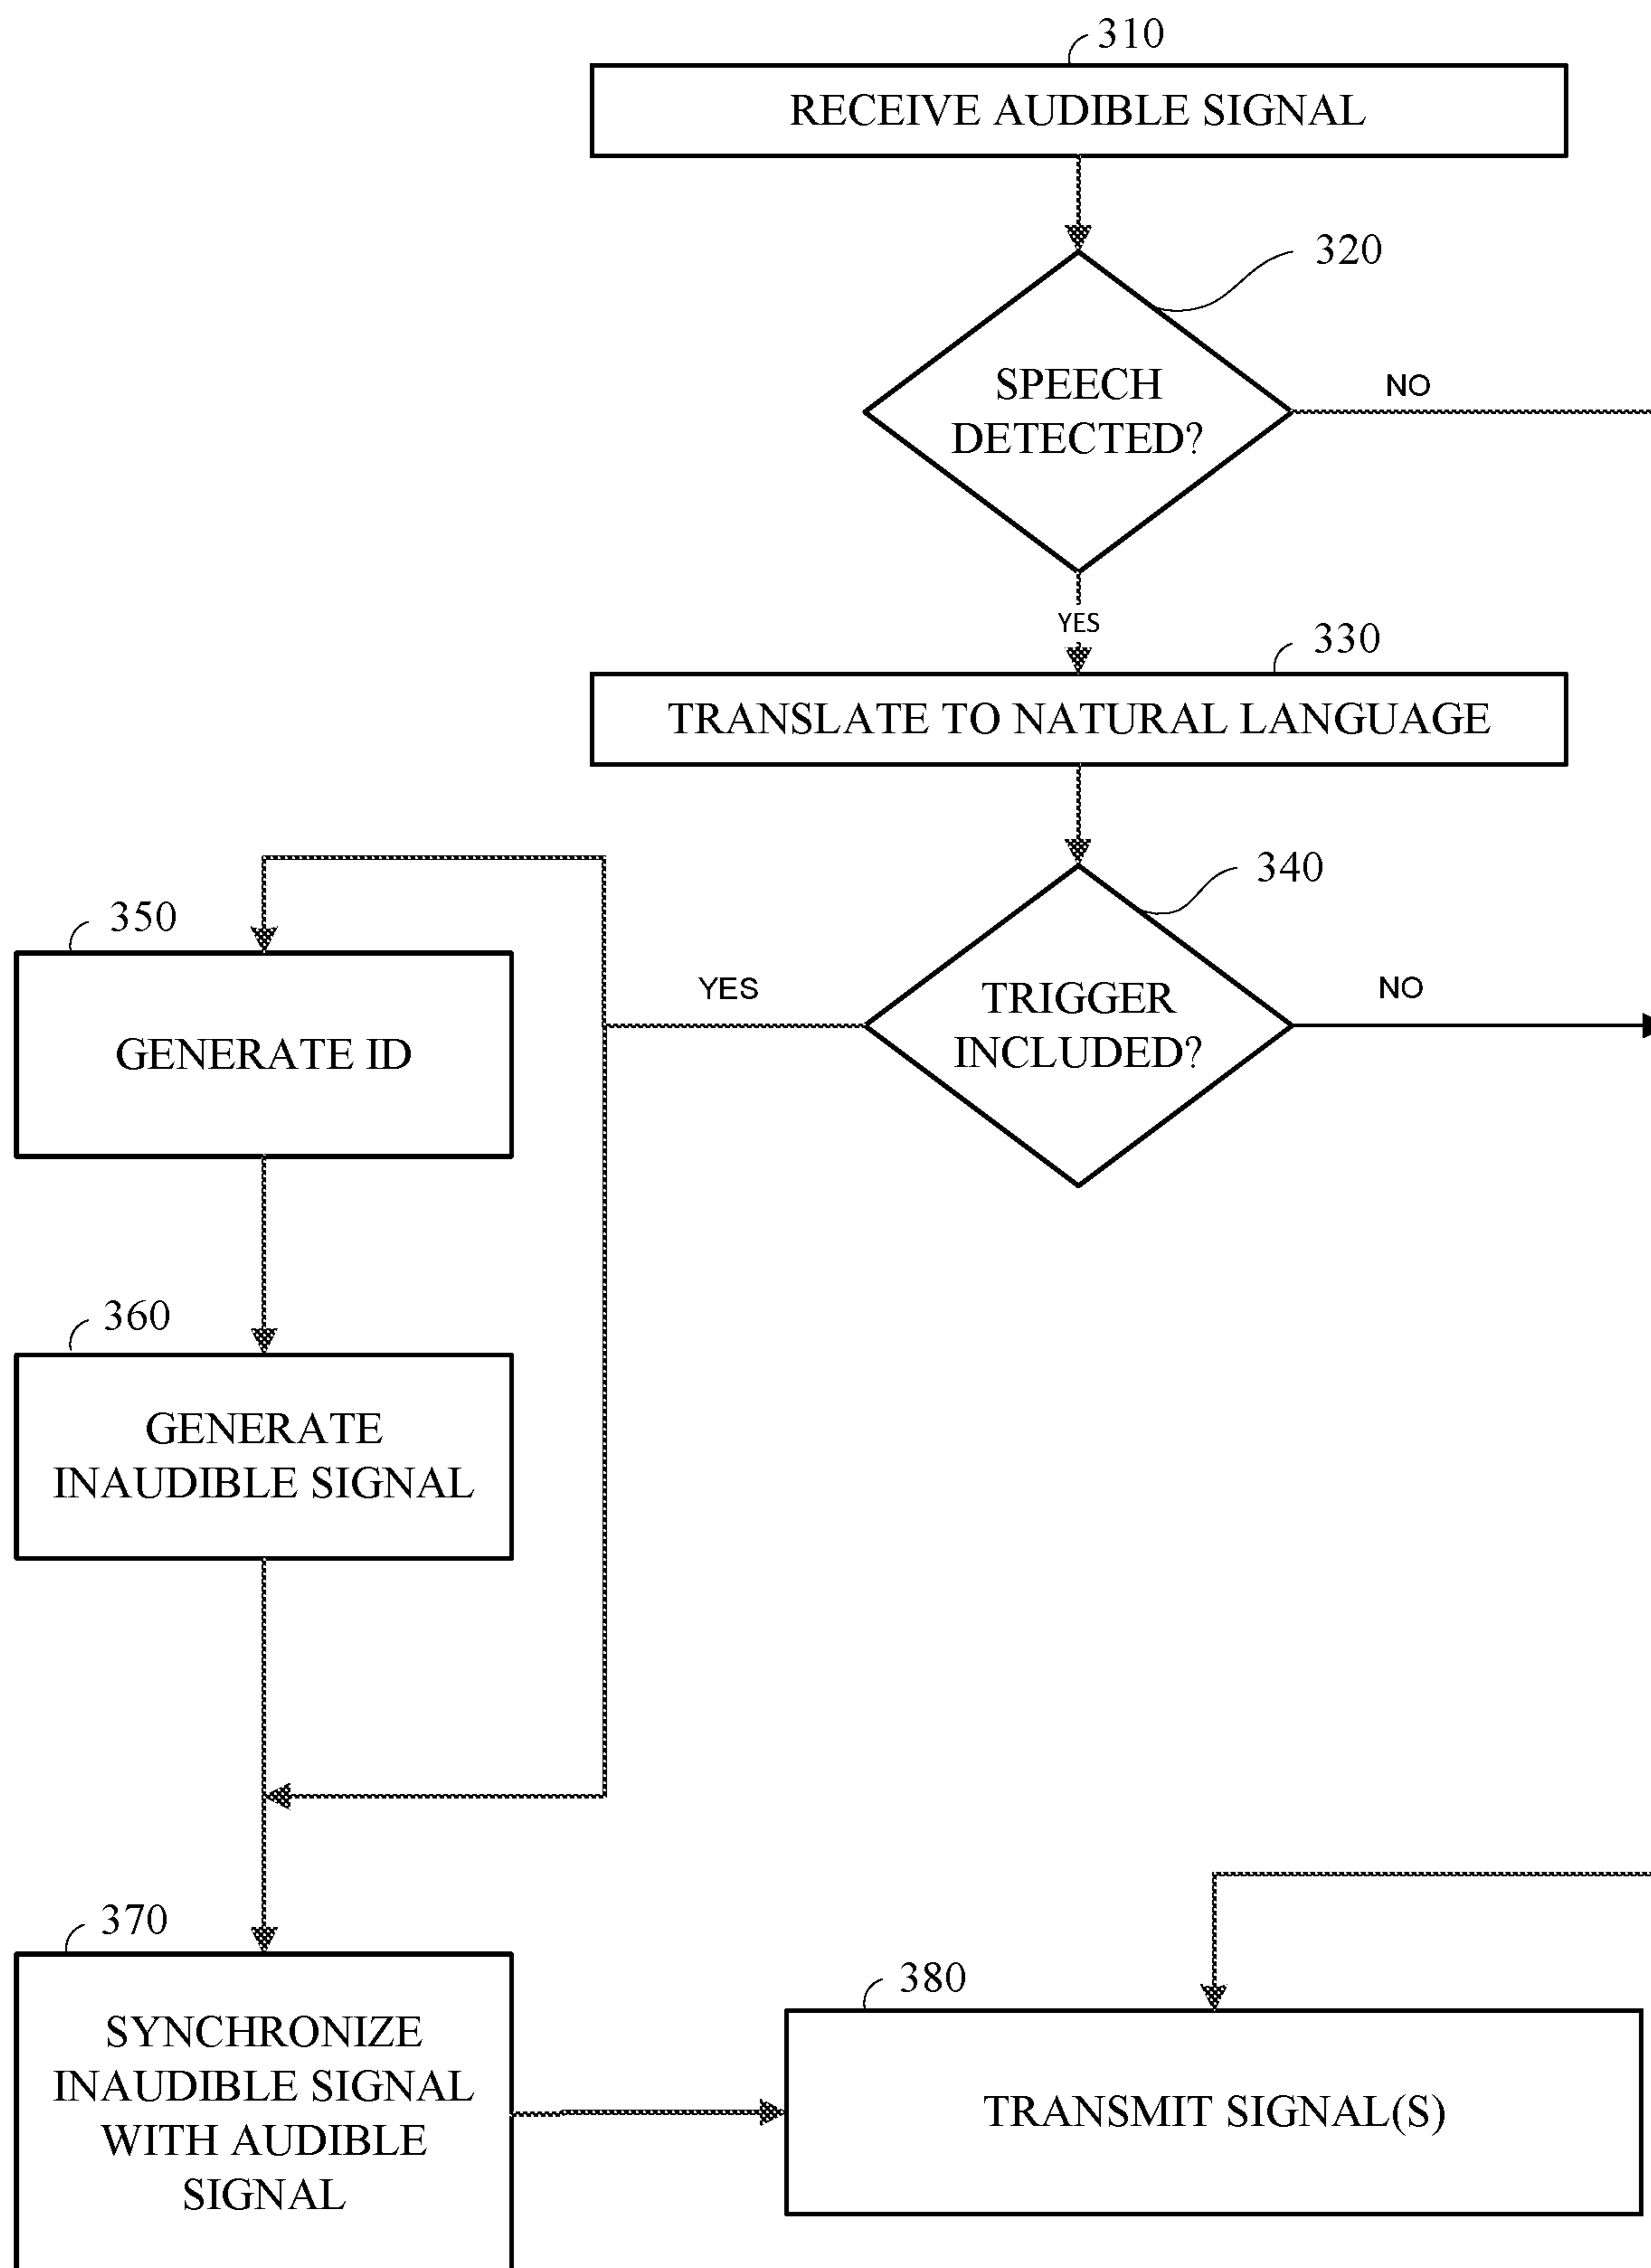 310
RECEIVE AUDIBLE SIGNAL
320
SPEECH
DETECTED?
NO
YES
330
TRANSLATE TO NATURAL LANGUAGE
340
TRIGGER
INCLUDED?
YES
NO
350
GENERATE ID
360
GENERATE
INAUDIBLE SIGNAL
370
SYNCHRONIZE
INAUDIBLE SIGNAL
WITH AUDIBLE
SIGNAL
380
TRANSMIT SIGNAL(S)